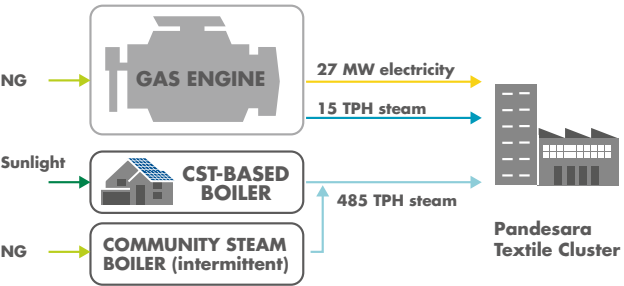 NG
GAS ENGINE
27 MW electricity
15 TPH steam
Sunlight
CST-BASED
BOILER
485 TPH steam
NG
COMMUNITY STEAM
BOILER (intermittent)
Pandesara
Textile Cluster